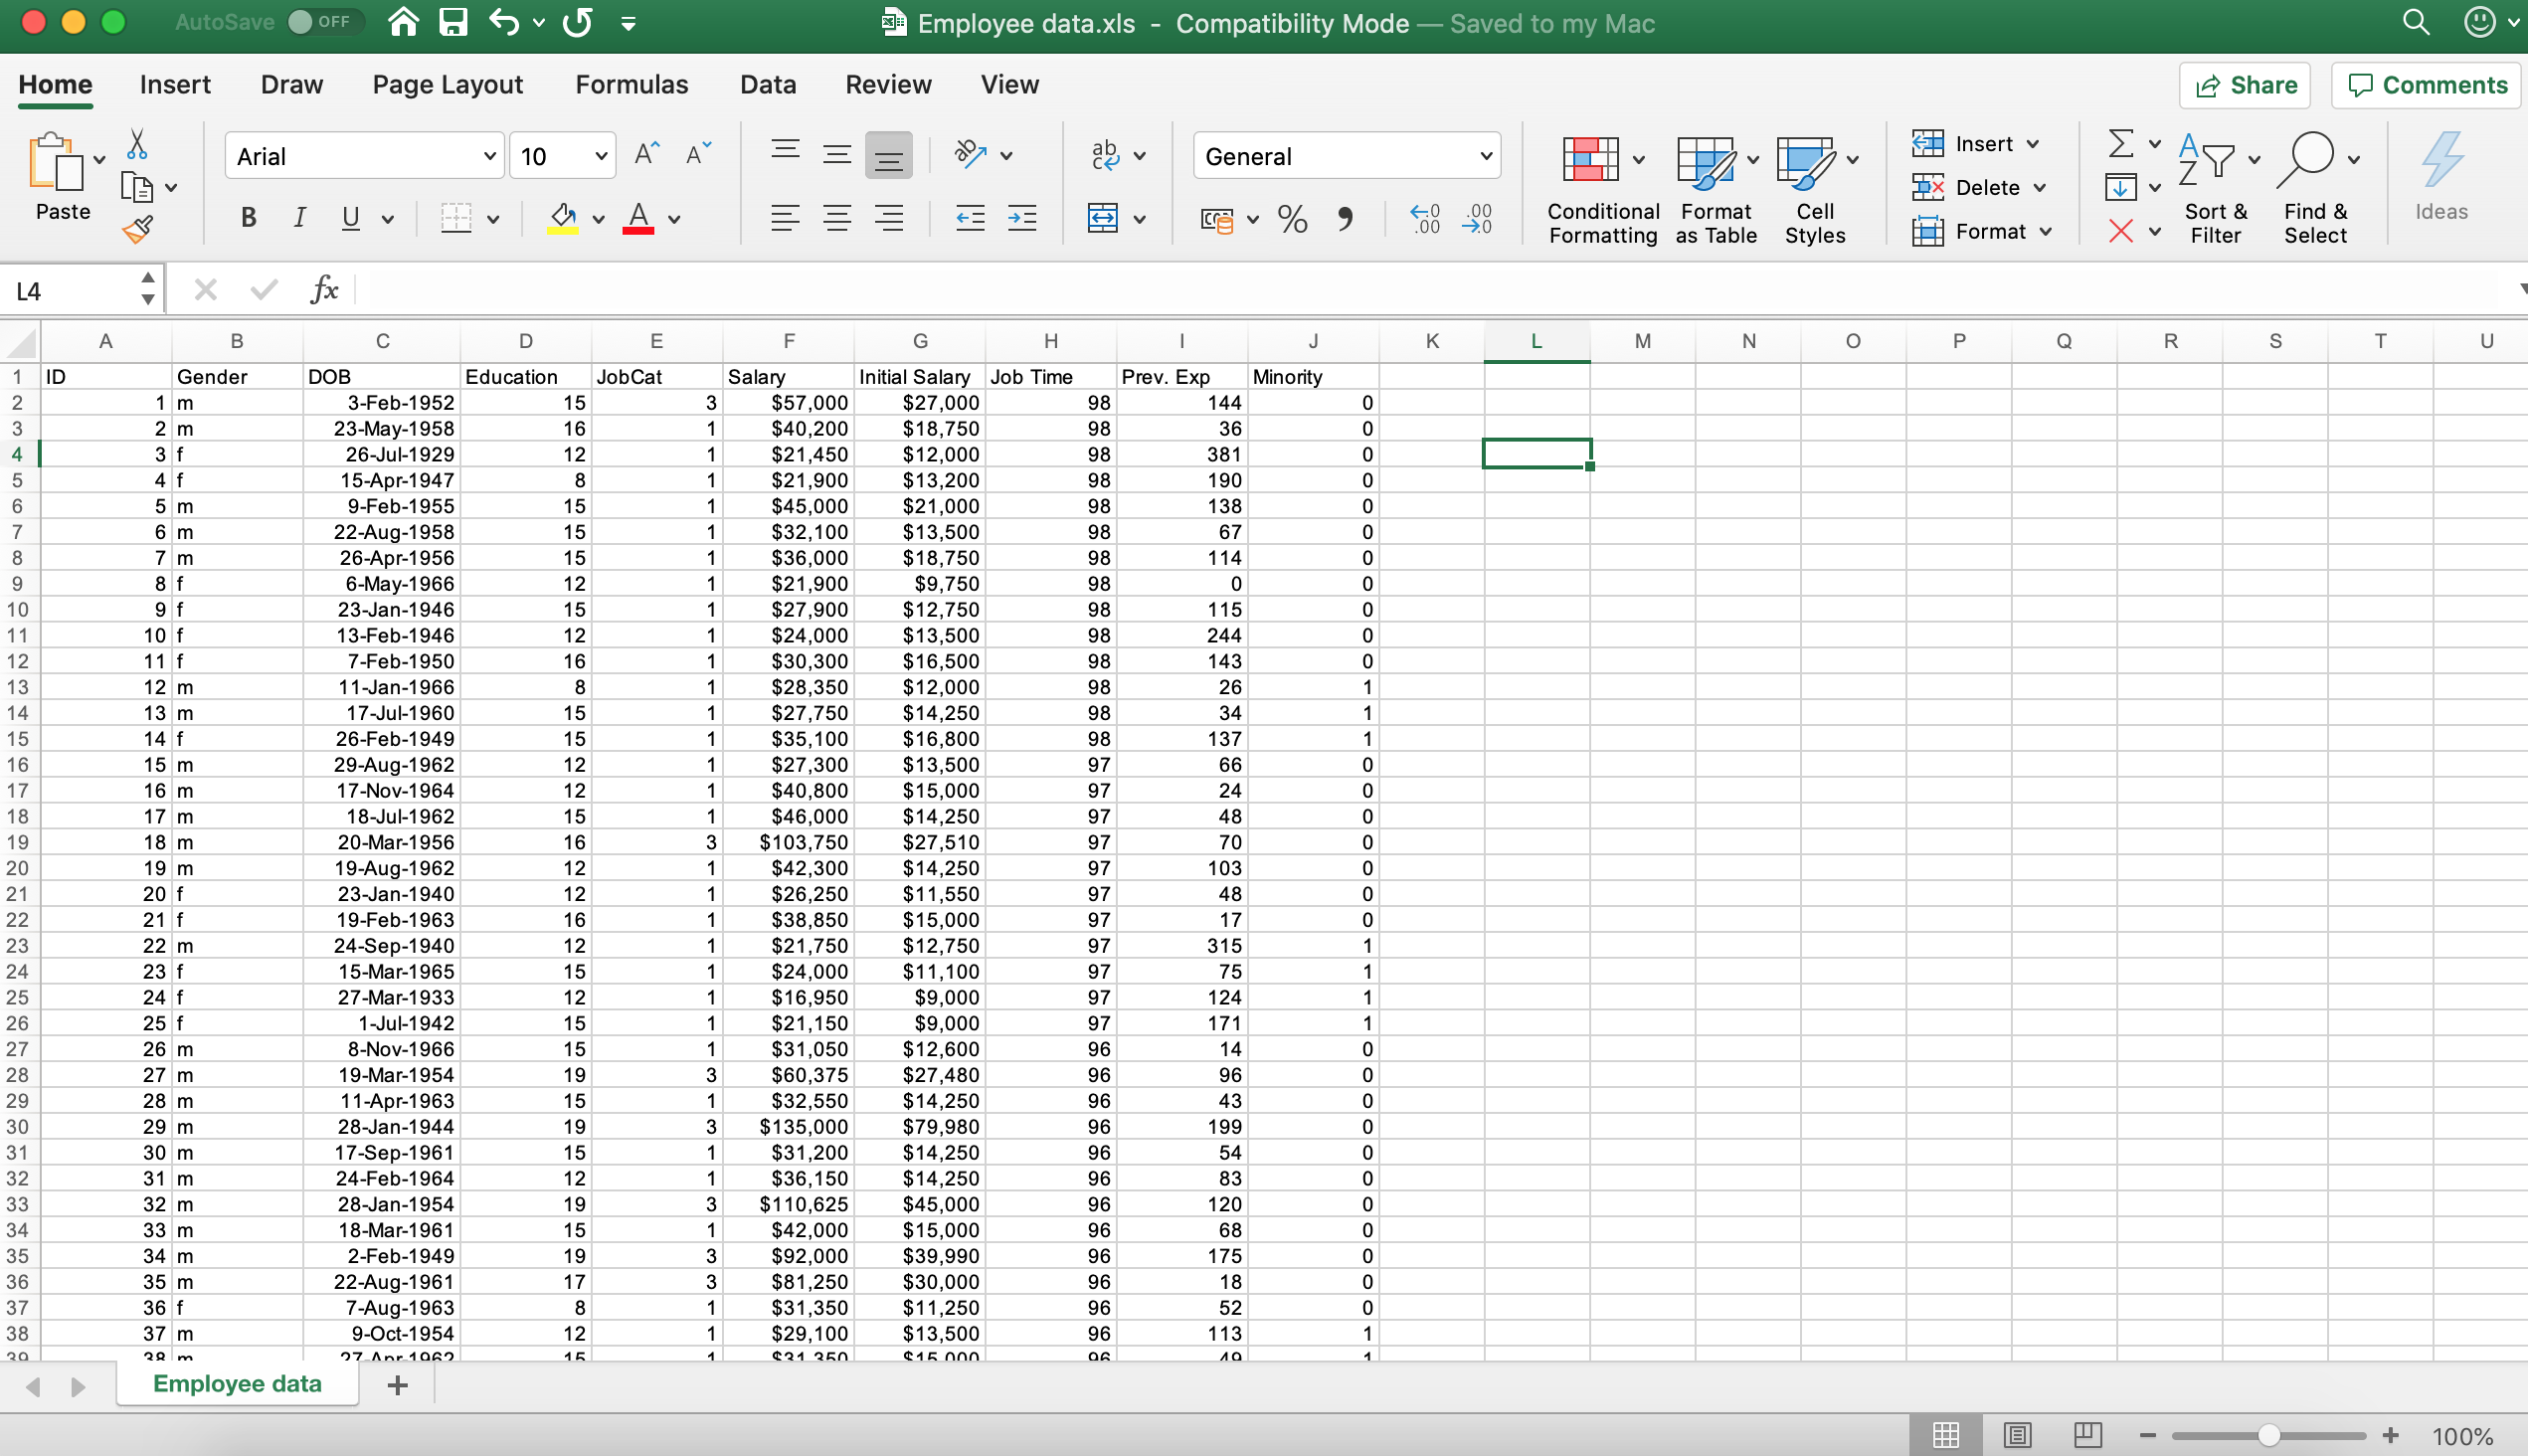 AutoSave OFF Employee data.xls - Compatibility Mode — Saved to my Mac
Home Insert Draw Page Layout Formulas Data Review View Share Comments
Paste Arial 10 General Conditional Formatting Format as Table Cell Styles Insert Delete Format Sort & Filter Find & Select Ideas
L4 fx
A B C D E F G H I J K L M N O P Q R S T U
1 ID Gender DOB Education JobCat Salary Initial Salary Job Time Prev. Exp Minority
2 1 m 3-Feb-1952 15 3 $57,000 $27,000 98 144 0
3 2 m 23-May-1958 16 1 $40,200 $18,750 98 36 0
4 3 f 26-Jul-1929 12 1 $21,450 $12,000 98 381 0
5 4 f 15-Apr-1947 8 1 $21,900 $13,200 98 190 0
6 5 m 9-Feb-1955 15 1 $45,000 $21,000 98 138 0
7 6 m 22-Aug-1958 15 1 $32,100 $13,500 98 67 0
8 7 m 26-Apr-1956 15 1 $36,000 $18,750 98 114 0
9 8 f 6-May-1966 12 1 $21,900 $9,750 98 0 0
10 9 f 23-Jan-1946 15 1 $27,900 $12,750 98 115 0
11 10 f 13-Feb-1946 12 1 $24,000 $13,500 98 244 0
12 11 f 7-Feb-1950 16 1 $30,300 $16,500 98 143 0
13 12 m 11-Jan-1966 8 1 $28,350 $12,000 98 26 1
14 13 m 17-Jul-1960 15 1 $27,750 $14,250 98 34 1
15 14 f 26-Feb-1949 15 1 $35,100 $16,800 98 137 1
16 15 m 29-Aug-1962 12 1 $27,300 $13,500 97 66 0
17 16 m 17-Nov-1964 12 1 $40,800 $15,000 97 24 0
18 17 m 18-Jul-1962 15 1 $46,000 $14,250 97 48 0
19 18 m 20-Mar-1956 16 3 $103,750 $27,510 97 70 0
20 19 m 19-Aug-1962 12 1 $42,300 $14,250 97 103 0
21 20 f 23-Jan-1940 12 1 $26,250 $11,550 97 48 0
22 21 f 19-Feb-1963 16 1 $38,850 $15,000 97 17 0
23 22 m 24-Sep-1940 12 1 $21,750 $12,750 97 315 1
24 23 f 15-Mar-1965 15 1 $24,000 $11,100 97 75 1
25 24 f 27-Mar-1933 12 1 $16,950 $9,000 97 124 1
26 25 f 1-Jul-1942 15 1 $21,150 $9,000 97 171 1
27 26 m 8-Nov-1966 15 1 $31,050 $12,600 96 14 0
28 27 m 19-Mar-1954 19 3 $60,375 $27,480 96 96 0
29 28 m 11-Apr-1963 15 1 $32,550 $14,250 96 43 0
30 29 m 28-Jan-1944 19 3 $135,000 $79,980 96 199 0
31 30 m 17-Sep-1961 15 1 $31,200 $14,250 96 54 0
32 31 m 24-Feb-1964 12 1 $36,150 $14,250 96 83 0
33 32 m 28-Jan-1954 19 3 $110,625 $45,000 96 120 0
34 33 m 18-Mar-1961 15 1 $42,000 $15,000 96 68 0
35 34 m 2-Feb-1949 19 3 $92,000 $39,990 96 175 0
36 35 m 22-Aug-1961 17 3 $81,250 $30,000 96 18 0
37 36 f 7-Aug-1963 8 1 $31,350 $11,250 96 52 0
38 37 m 9-Oct-1954 12 1 $29,100 $13,500 96 113 1
39 38 m 27-Apr-1962 15 1 $31,350 $15,000 96 49 1
Employee data
100%